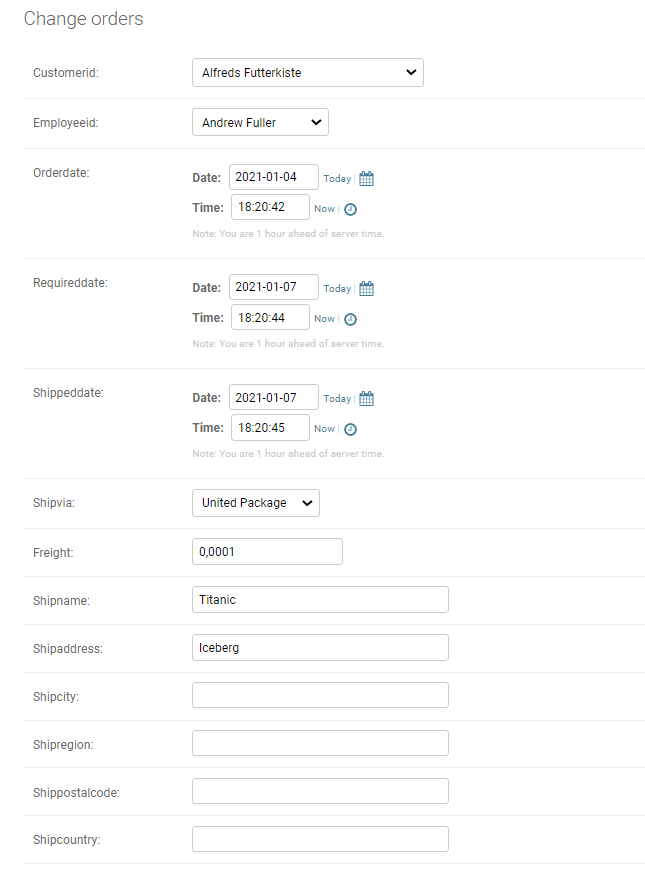 Change orders
Customerid: Alfreds Futterkiste
Employeeid: Andrew Fuller
Orderdate: Date: 2021-01-04 Today |
Time: 18:20:42 Now |
Note: You are 1 hour ahead of server time.
Requireddate: Date: 2021-01-07 Today |
Time: 18:20:44 Now |
Note: You are 1 hour ahead of server time.
Shippeddate: Date: 2021-01-07 Today |
Time: 18:20:45 Now |
Note: You are 1 hour ahead of server time.
Shipvia: United Package
Freight: 0,0001
Shipname: Titanic
Shipaddress: Iceberg
Shipcity:
Shipregion:
Shippostalcode:
Shipcountry: